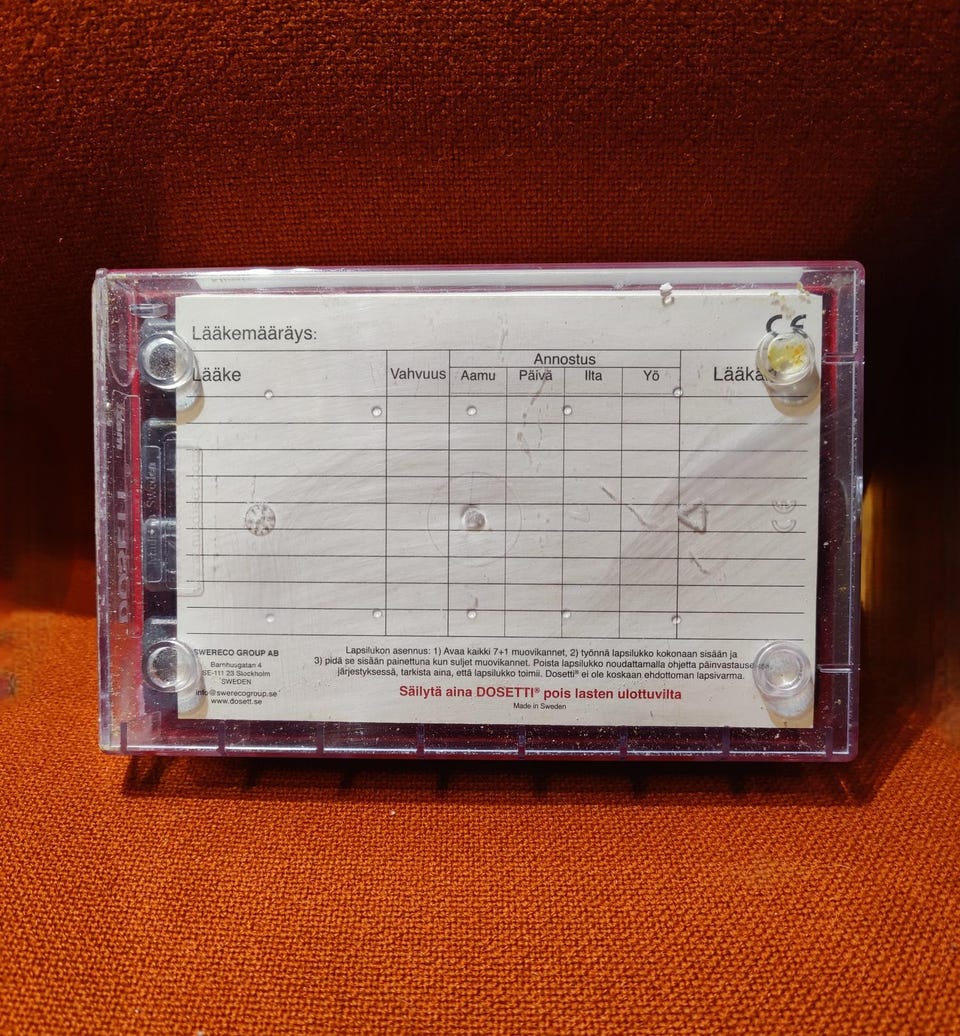 Lääkemääräys:
CE
Annostus
Lääke Vahvuus Aamu Päivä Ilta Yö
SWERECO GROUP AB
Barnhusgatan 4
SE-111 23 Stockholm
SWEDEN
info@swerecogroup.se
www.dosett.se
Lapsilukon asennus: 1) Avaa kaikki 7+1 muovikannet, 2) työnnä lapsilukko kokonaan sisään ja
3) pidä se sisään painettuna kun suljet muovikannet. Poista lapsilukko noudattamalla ohjetta päinvastaisessa
järjestyksessä, tarkista aina, että lapsilukko toimii. Dosetti® ei ole koskaan ehdottoman lapsivarma.
Säilytä aina DOSETTI® pois lasten ulottuvilta
Made in Sweden